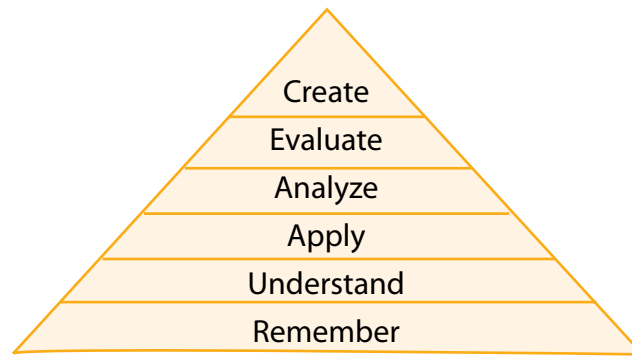 Create
Evaluate
Analyze
Apply
Understand
Remember